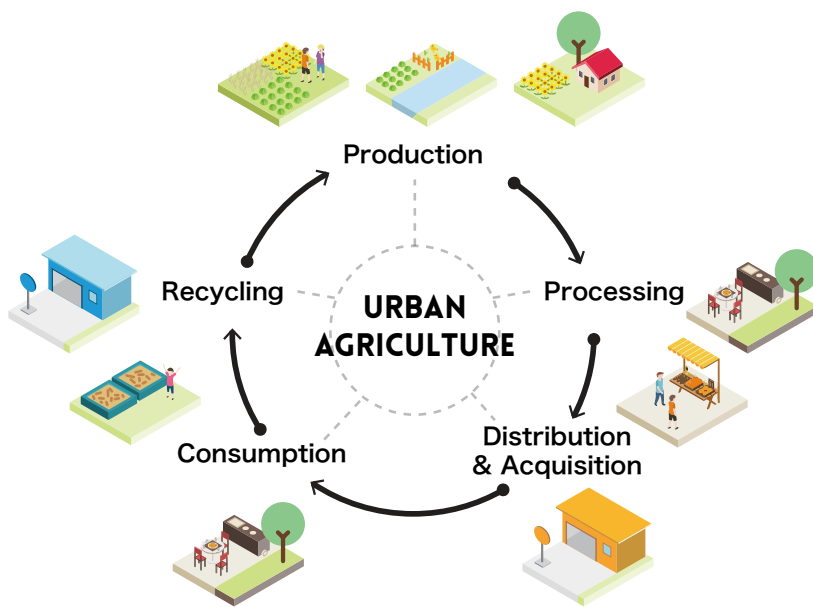 Production
Recycling
URBAN
AGRICULTURE
Processing
Distribution
& Acquisition
Consumption